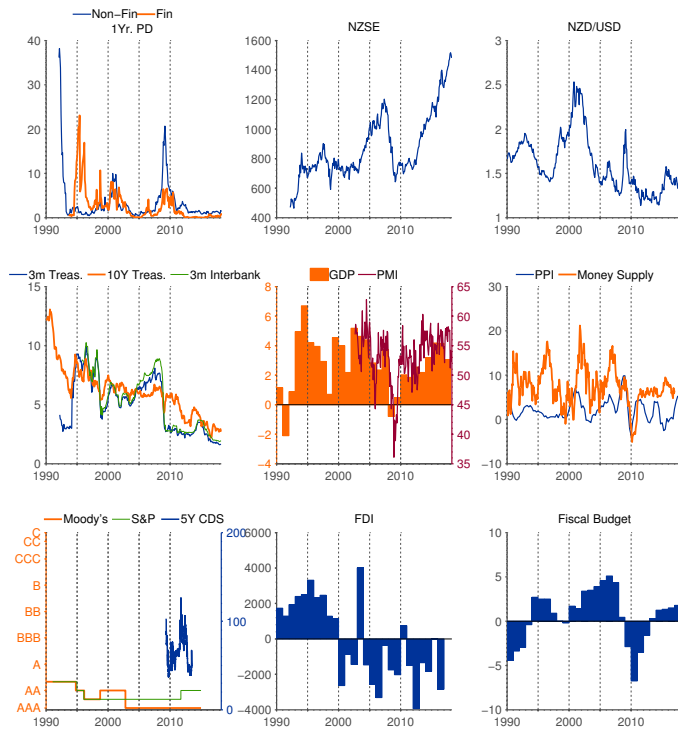 Non−Fin Fin
1Yr. PD
NZSE
NZD/USD
40
30
20
10
0
1990 2000 2010
1600
1400
1200
1000
800
600
400
1990 2000 2010
3
2
1
1990 2000 2010
3m Treas. 10Y Treas. 3m Interbank
GDP PMI
PPI Money Supply
15
10
5
0
1990 2000 2010
8
6
4
2
0
−2
−4
65
60
55
50
45
40
35
1990 2000 2010
30
20
10
0
−10
1990 2000 2010
Moody's S&P 5Y CDS
FDI
Fiscal Budget
C
CC
CCC
B
BB
BBB
A
AA
AAA
200
100
0
1990 2000 2010
6000
4000
2000
0
−2000
−4000
1990 2000 2010
10
5
0
−5
−10
1990 2000 2010